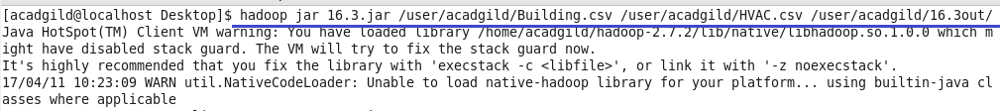 [acadgild@localhost Desktop]$ hadoop jar 16.3.jar /user/acadgild/Building.csv /user/acadgild/HVAC.csv /user/acadgild/16.3out/
Java HotSpot(TM) Client VM warning: You have loaded library /home/acadgild/hadoop-2.7.2/lib/native/libhadoop.so.1.0.0 which m
ight have disabled stack guard. The VM will try to fix the stack guard now.
It's highly recommended that you fix the library with 'execstack -c <libfile>', or link it with '-z noexecstack'.
17/04/11 10:23:09 WARN util.NativeCodeLoader: Unable to load native-hadoop library for your platform... using builtin-java cl
asses where applicable